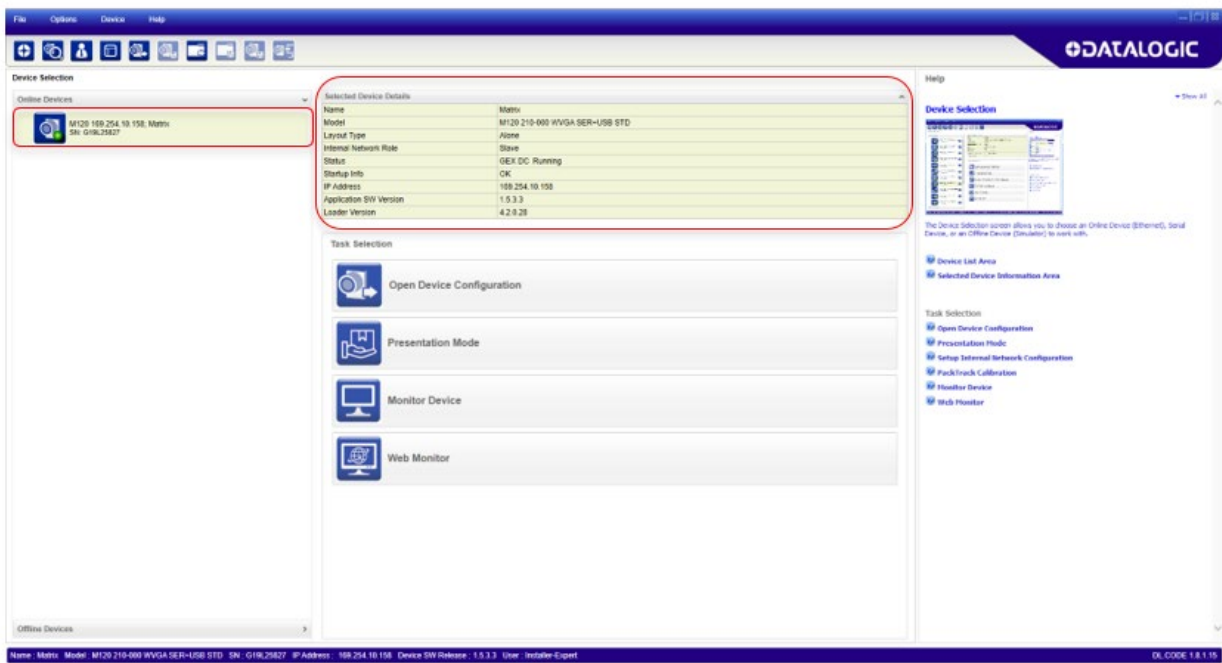 File Options Device Help
DATALOGIC
Device Selection
Online Devices
M120 169.254.10.158; Matrix
SN: G19L25827
Offline Devices
Selected Device Details
Name Matrix
Model M120 210-000 WVGA SER+USB STD
Layout Type Alone
Internal Network Role Slave
Status GEX DC Running
Startup Info OK
IP Address 169.254.10.158
Application SW Version 1.5.3.3
Loader Version 4.2.0.28
Task Selection
Open Device Configuration
Presentation Mode
Monitor Device
Web Monitor
Help
Show All
Device Selection
The Device Selection screen allows you to choose an Online Device (Ethernet), Serial
Device, or an Offline Device (Simulator) to work with.
Device List Area
Selected Device Information Area
Task Selection
Open Device Configuration
Presentation Mode
Setup Internal Network Configuration
PackTrack Calibration
Monitor Device
Web Monitor
Name : Matrix Model : M120 210-000 WVGA SER+USB STD SN : G19L25827 IP Address : 169.254.10.158 Device SW Release : 1.5.3.3 User : Installer-Expert
DL.CODE 1.8.1.15